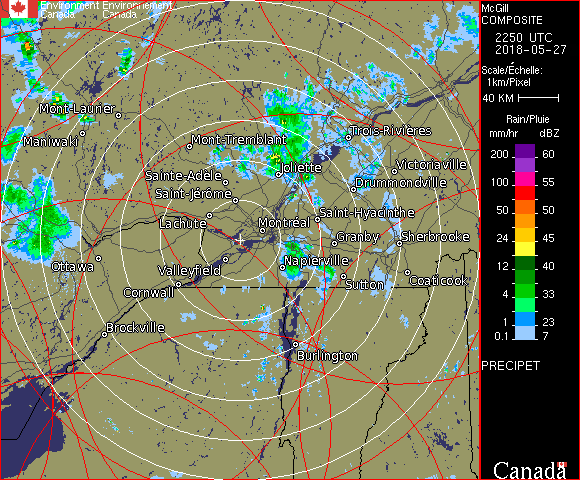 Environment Environnement
Canada Canada
McGill
COMPOSITE
2250 UTC
2018-05-27
Scale/Échelle:
1km/Pixel
40 KM
Rain/Pluie
mm/hr dBZ
200 60
100 55
50 50
24 45
12 40
4 33
1 23
0.1 7
PRECIPET
Canada
Mont-Laurier
Maniwaki
Mont-Tremblant
Trois-Rivières
Joliette
Victoriaville
Sainte-Adèle
Drummondville
Saint-Jérôme
Saint-Hyacinthe
Lachute
Montréal
Granby
Sherbrooke
Ottawa
Valleyfield
Napierville
Cornwall
Sutton
Coaticook
Brockville
Burlington